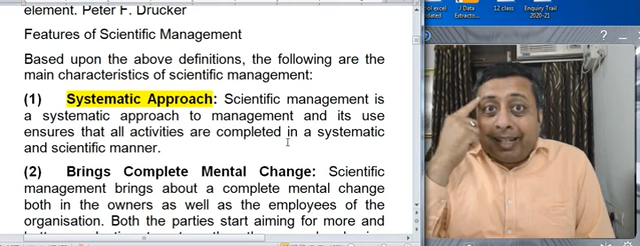 element. Peter F. Drucker
Features of Scientific Management
Based upon the above definitions, the following are the
main characteristics of scientific management:
(1) Systematic Approach: Scientific management is
a systematic approach to management and its use
ensures that all activities are completed in a systematic
and scientific manner.
(2) Brings Complete Mental Change: Scientific
management brings about a complete mental change
both in the owners as well as the employees of the
organisation. Both the parties start aiming for more and
J Data
12 class
Enquiry Trail
Extractio...
2020-21
?